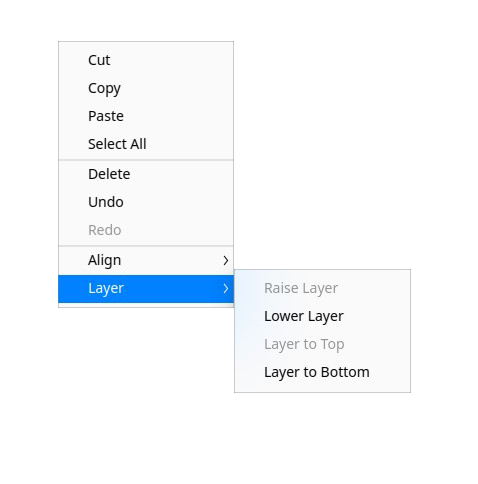 Cut
Copy
Paste
Select All
Delete
Undo
Redo
Align
Layer
Raise Layer
Lower Layer
Layer to Top
Layer to Bottom